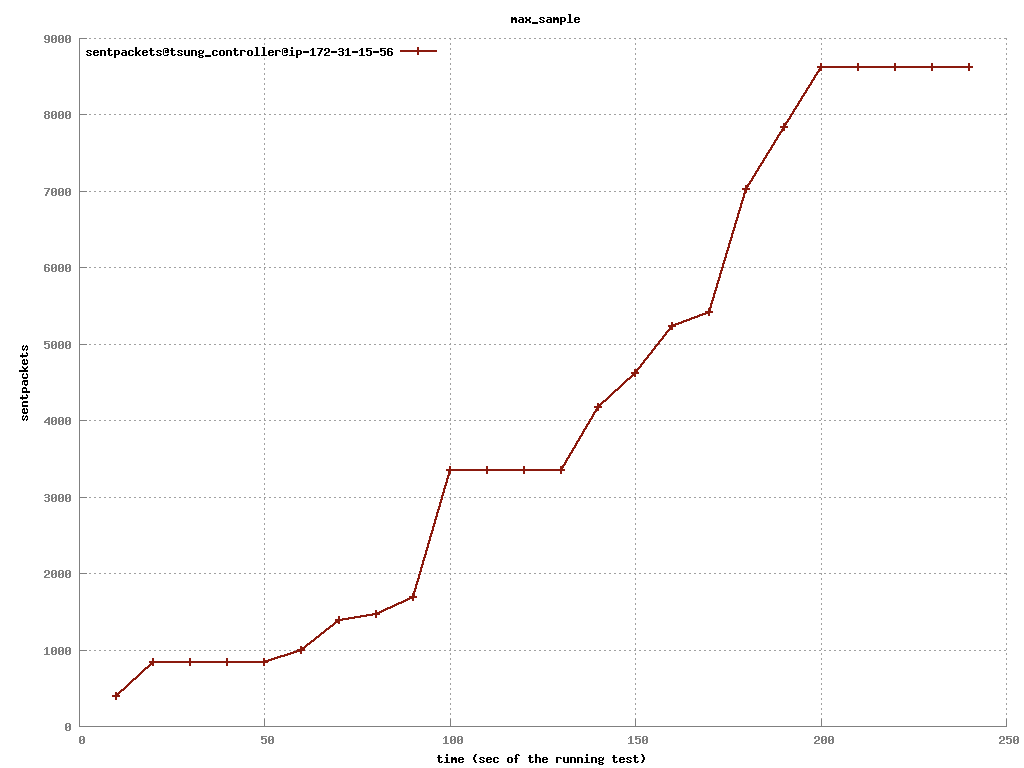 max_sample
sentpackets@tsung_controller@ip-172-31-15-56
9000
8000
7000
6000
5000
4000
3000
2000
1000
0
sentpackets
0 50 100 150 200 250
time (sec of the running test)